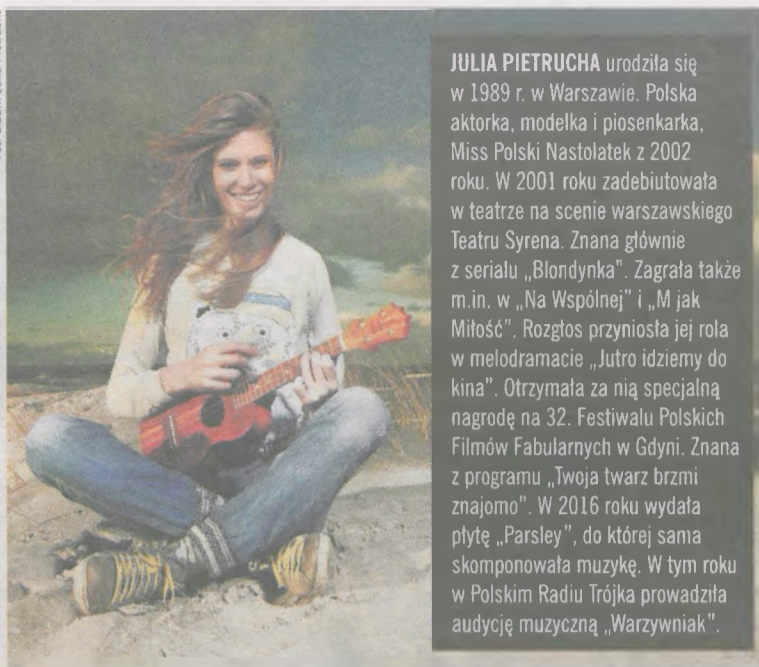 JULIA PIETRUCHA urodziła się
w 1989 r. w Warszawie. Polska
aktorka, modelka i piosenkarka,
Miss Polski Nastolatek z 2002
roku. W 2001 roku zadebiutowała
w teatrze na scenie warszawskiego
Teatru Syrena. Znana głównie
z serialu „Blondynka”. Zagrała także
m.in. w „Na Wspólnej” i „M jak
Miłość”. Rozgłos przyniosła jej rola
w melodramacie „Jutro idziemy do
kina”. Otrzymała za nią specjalną
nagrodę na 32. Festiwalu Polskich
Filmów Fabularnych w Gdyni. Znana
z programu „Twoja twarz brzmi
znajomo”. W 2016 roku wydała
płytę „Parsley”, do której sama
skomponowała muzykę. W tym roku
w Polskim Radiu Trójka prowadziła
audycję muzyczną „Warzywniak”.